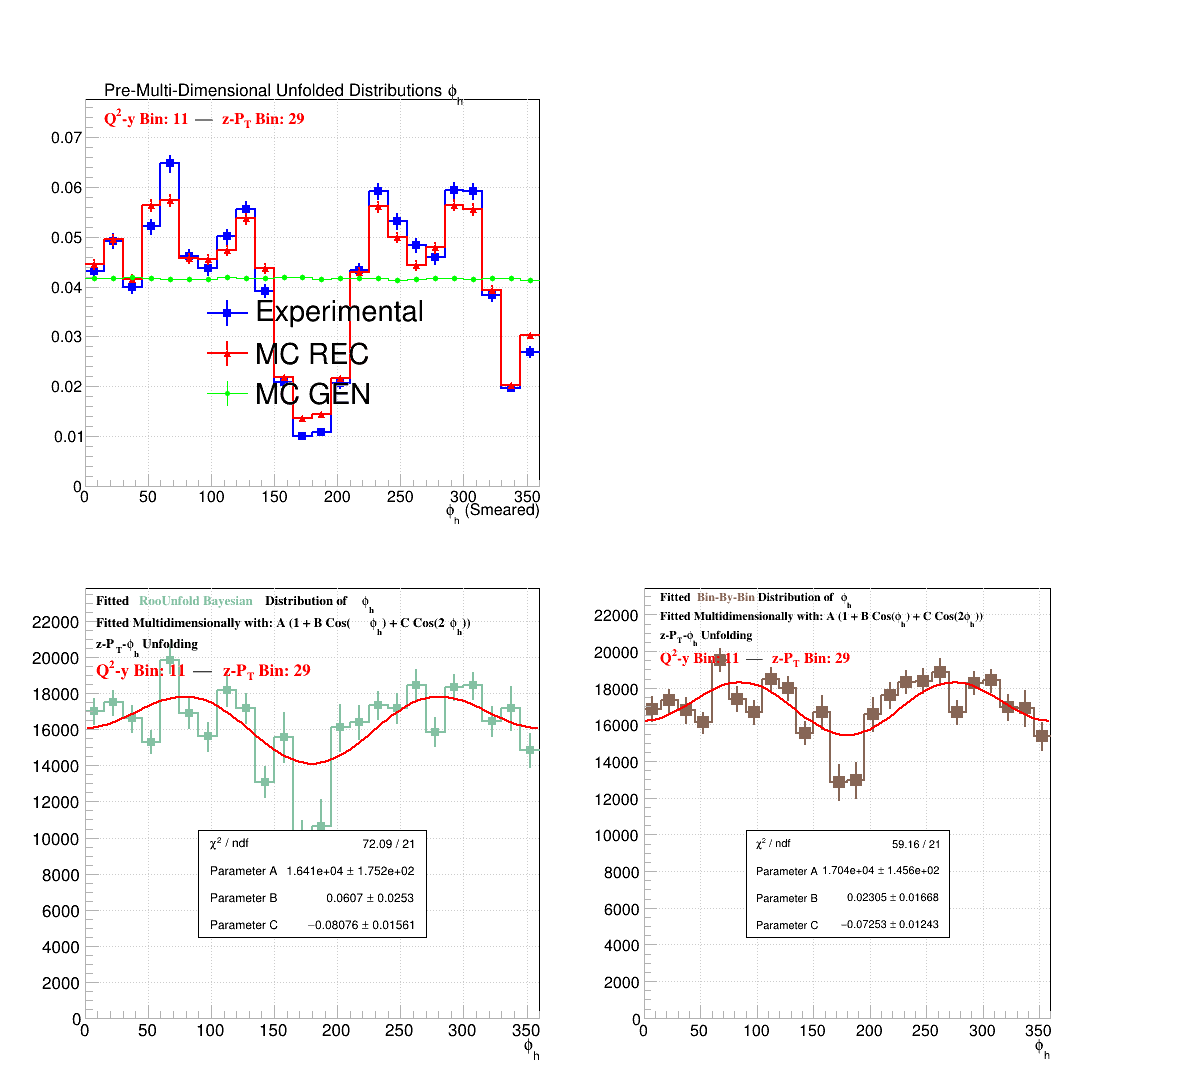 Pre-Multi-Dimensional Unfolded Distributions ϕh
Q²-y Bin: 11 — z-PT Bin: 29
0.07
0.06
0.05
0.04
0.03
0.02
0.01
0
Experimental
MC REC
MC GEN
0 50 100 150 200 250 300 350
ϕh (Smeared)
Fitted RooUnfold Bayesian Distribution of ϕh
Fitted Multidimensionally with: A (1 + B Cos( ϕh) + C Cos(2 ϕh))
z-PT-ϕh Unfolding
Q²-y Bin: 11 — z-PT Bin: 29
22000
20000
18000
16000
14000
12000
10000
8000
6000
4000
2000
0
χ² / ndf 72.09 / 21
Parameter A 1.641e+04 ± 1.752e+02
Parameter B 0.0607 ± 0.0253
Parameter C −0.08076 ± 0.01561
0 50 100 150 200 250 300 350
ϕh
Fitted Bin-By-Bin Distribution of ϕh
Fitted Multidimensionally with: A (1 + B Cos(ϕh) + C Cos(2ϕh))
z-PT-ϕh Unfolding
Q²-y Bin: 11 — z-PT Bin: 29
22000
20000
18000
16000
14000
12000
10000
8000
6000
4000
2000
0
χ² / ndf 59.16 / 21
Parameter A 1.704e+04 ± 1.456e+02
Parameter B 0.02305 ± 0.01668
Parameter C −0.07253 ± 0.01243
0 50 100 150 200 250 300 350
ϕh